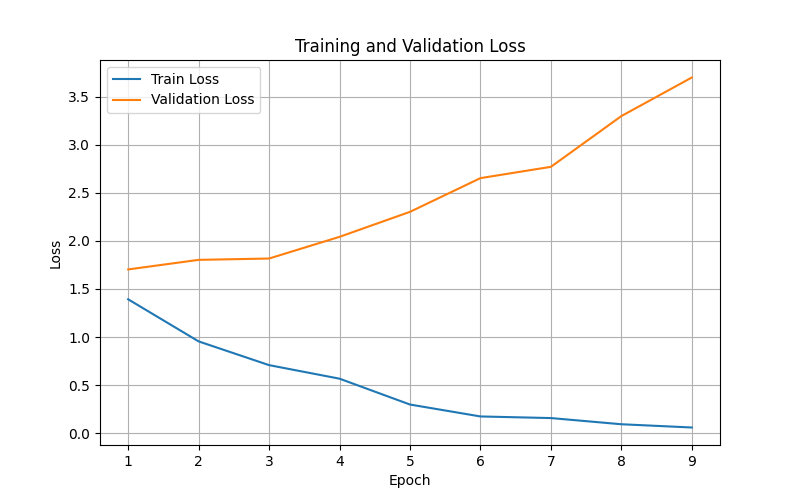 Training and Validation Loss
Train Loss
Validation Loss
3.5
3.0
2.5
2.0
1.5
1.0
0.5
0.0
Loss
1 2 3 4 5 6 7 8 9
Epoch